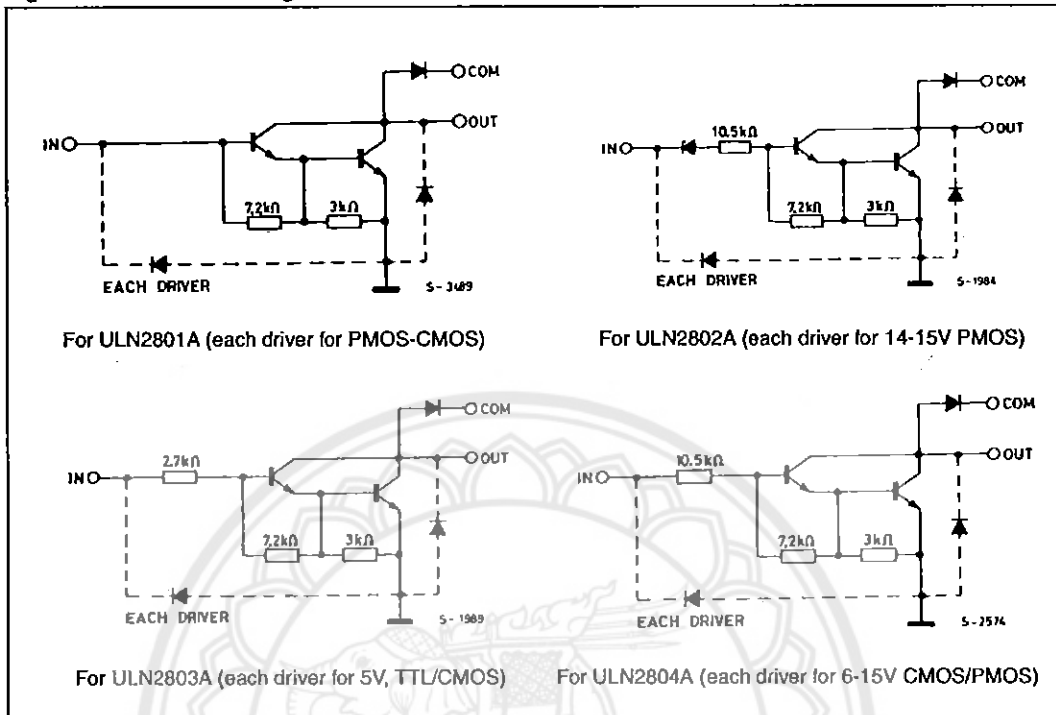 COM
OUT
IN
7,2kΩ
3kΩ
EACH DRIVER
S-3489
For ULN2801A (each driver for PMOS-CMOS)
COM
OUT
IN
10.5kΩ
7,2kΩ
3kΩ
EACH DRIVER
S-1984
For ULN2802A (each driver for 14-15V PMOS)
COM
OUT
IN
2.7kΩ
7,2kΩ
3kΩ
EACH DRIVER
S-1989
For ULN2803A (each driver for 5V, TTL/CMOS)
COM
OUT
IN
10.5kΩ
7,2kΩ
3kΩ
EACH DRIVER
S-2574
For ULN2804A (each driver for 6-15V CMOS/PMOS)